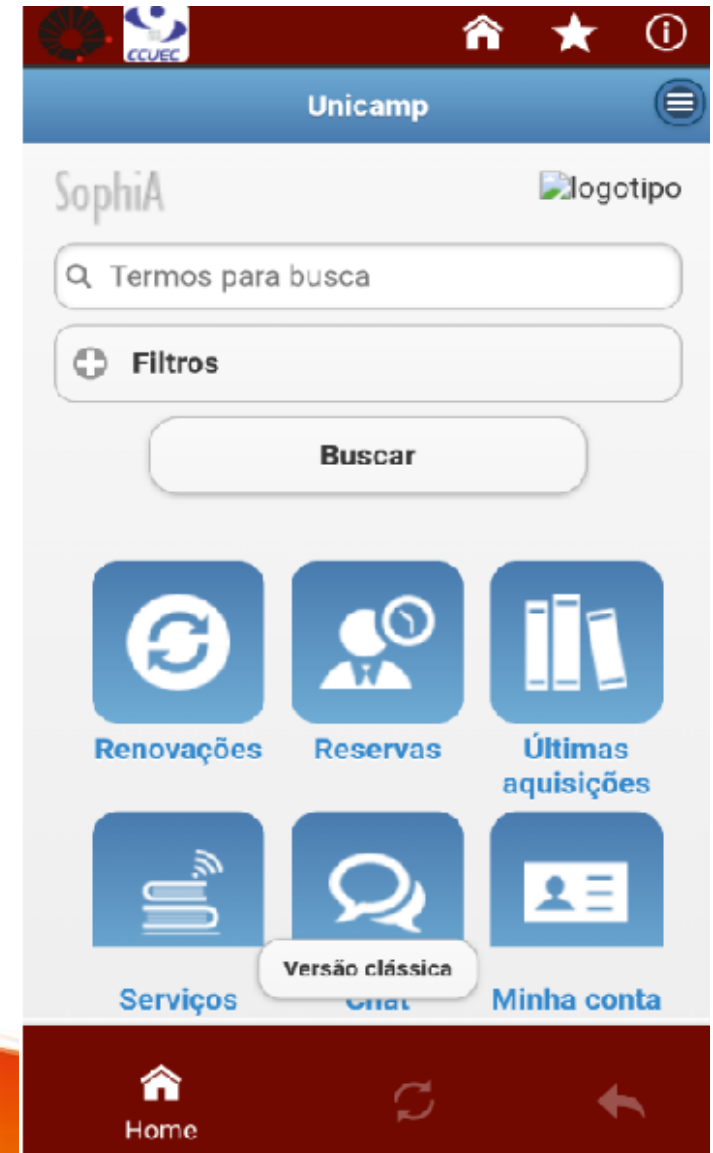 CCUEC
Unicamp
SophiA
logotipo
Termos para busca
Filtros
Buscar
Renovações
Reservas
Últimas
aquisições
Versão clássica
Serviços
Chat
Minha conta
Home